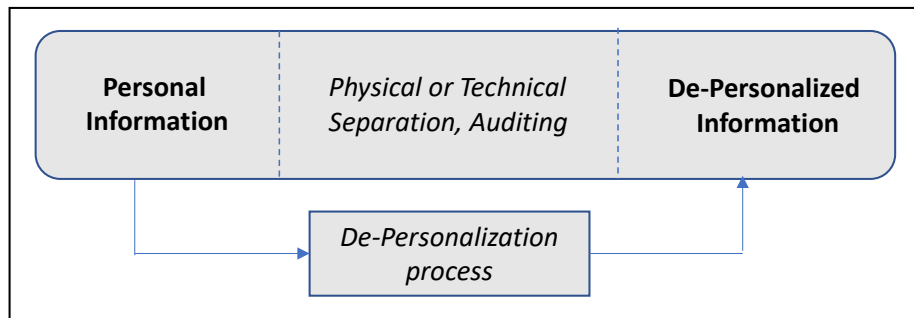 Personal
Information
Physical or Technical
Separation, Auditing
De-Personalized
Information
De-Personalization
process